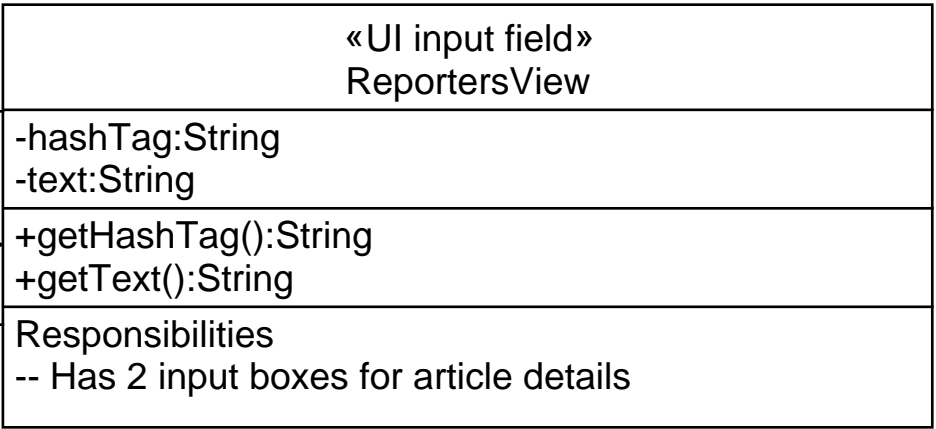 «UI input field»
ReportersView
-hashTag:String
-text:String
+getHashTag():String
+getText():String
Responsibilities
-- Has 2 input boxes for article details